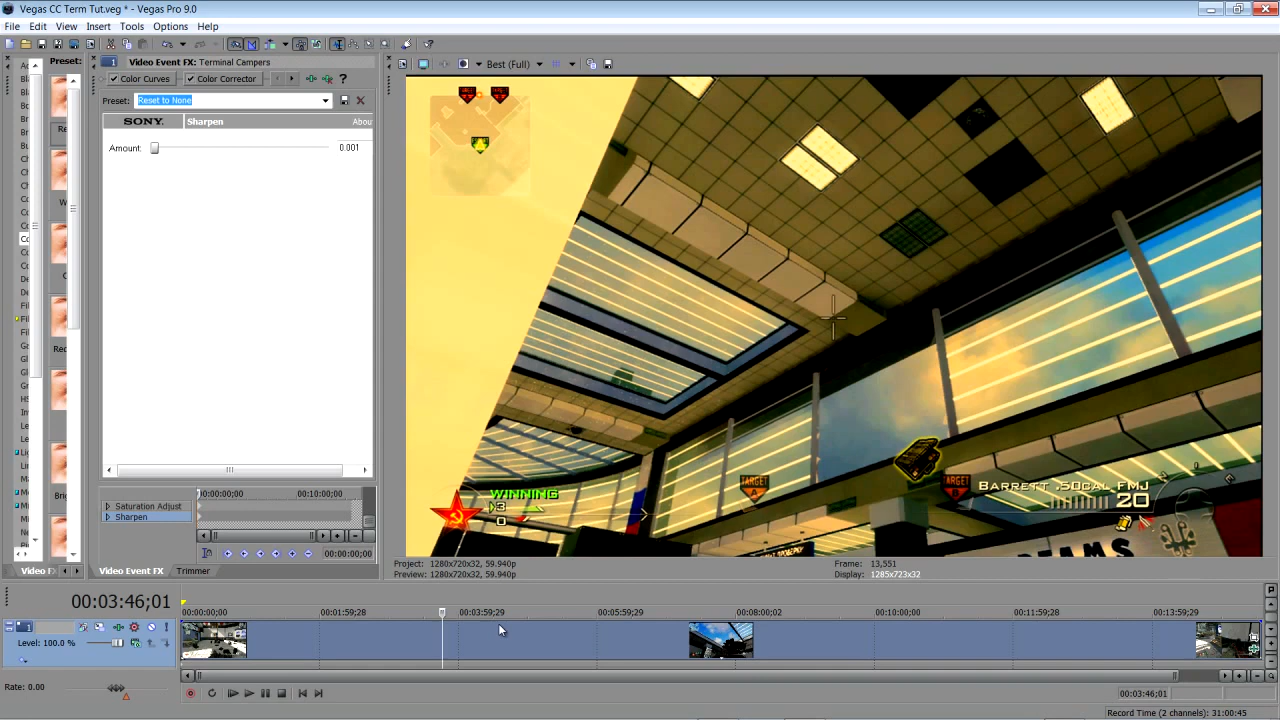 Vegas CC Term Tut.veg * - Vegas Pro 9.0
File Edit View Insert Tools Options Help
Preset:
Video Event FX: Terminal Campers
Color Curves Color Corrector
Preset: Reset to None
SONY. Sharpen Abou
Amount: 0.001
Best (Full)
WINNING
3
0
TARGET
A
TARGET
B
BARRETT .50CAL FMJ
20
00:00:00;00 00:10:00;00
Saturation Adjust
Sharpen
00:00:00;00
Video F
Video Event FX Trimmer
Project: 1280x720x32, 59.940p
Preview: 1280x720x32, 59.940p
Frame: 13,551
Display: 1285x723x32
00:03:46;01
00:00:00;00 00:01:59;28 00:03:59;29 00:05:59;29 00:08:00;02 00:10:00;00 00:11:59;28 00:13:59;29
1
Level: 100.0 %
Rate: 0.00
00:03:46;01
Record Time (2 channels): 31:00:45